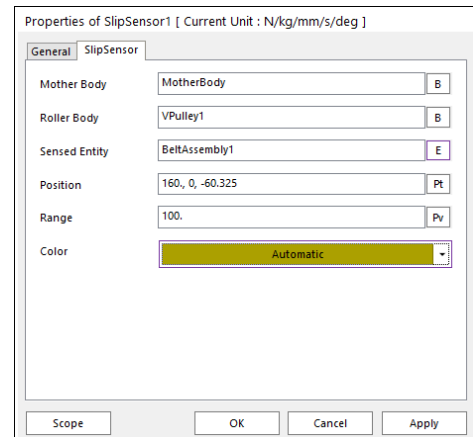 Properties of SlipSensor1 [ Current Unit : N/kg/mm/s/deg ]
General SlipSensor
Mother Body MotherBody B
Roller Body VPulley1 B
Sensed Entity BeltAssembly1 E
Position 160., 0, -60.325 Pt
Range 100. Pv
Color Automatic
Scope OK Cancel Apply